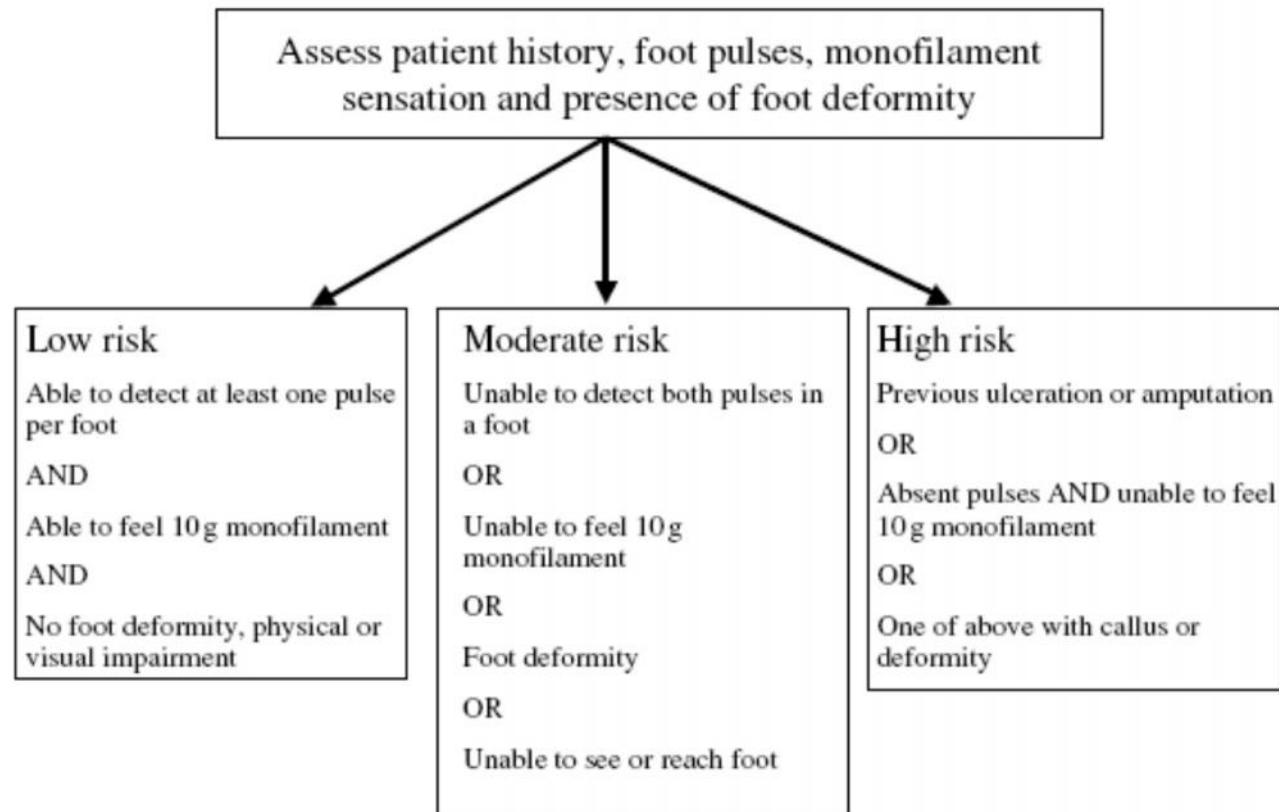 Assess patient history, foot pulses, monofilament
sensation and presence of foot deformity
Low risk
Able to detect at least one pulse
per foot
AND
Able to feel 10 g monofilament
AND
No foot deformity, physical or
visual impairment
Moderate risk
Unable to detect both pulses in
a foot
OR
Unable to feel 10 g
monofilament
OR
Foot deformity
OR
Unable to see or reach foot
High risk
Previous ulceration or amputation
OR
Absent pulses AND unable to feel
10 g monofilament
OR
One of above with callus or
deformity